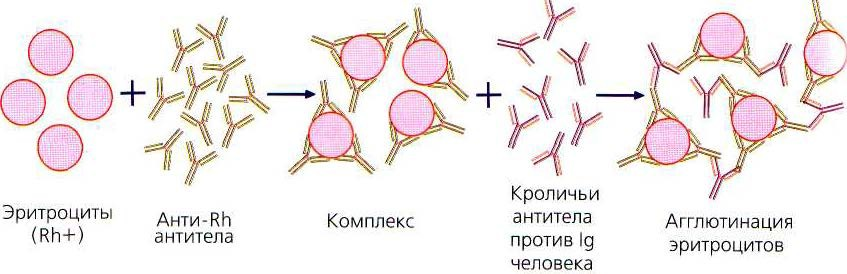 Эритроциты
(Rh+)
Анти-Rh
антитела
Комплекс
Кроличьи
антитела
против Ig
человека
Агглютинация
эритроцитов